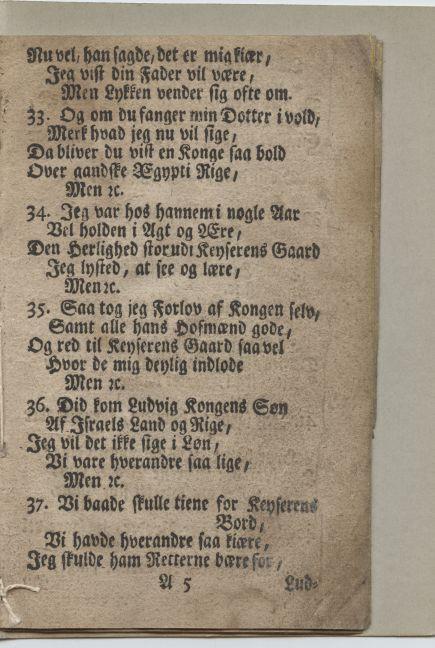 Nu vel, han sagde, det er mig kiær,
Jeg vist din Fader vil være,
Men Lykken vender sig ofte om.
33. Og om du fanger min Dotter i vold,
Merk hvad jeg nu vil sige,
Da bliver du vist en Konge saa bold
Over gandske Ægypti Rige,
Men ꝛc.
34. Jeg var hos hannem i nogle Aar
Vel holden i Agt og Ære,
Den Herlighed stor udi Keyserens Gaard
Jeg lysted, at see og lære,
Men ꝛc.
35. Saa tog jeg Forlov af Kongen selv,
Samt alle hans Hofmænd gode,
Og red til Keyserens Gaard saa vel
Hvor de mig deylig indlode
Men ꝛc.
36. Did kom Ludvig Kongens Søn
Af Israels Land og Rige,
Jeg vil det ikke sige i Løn,
Vi vare hverandre saa lige,
Men ꝛc.
37. Vi baade skulle tiene for Keyserens
Bord,
Vi havde hverandre saa kiære,
Jeg skulde ham Retterne bære for,
A 5 Lud-